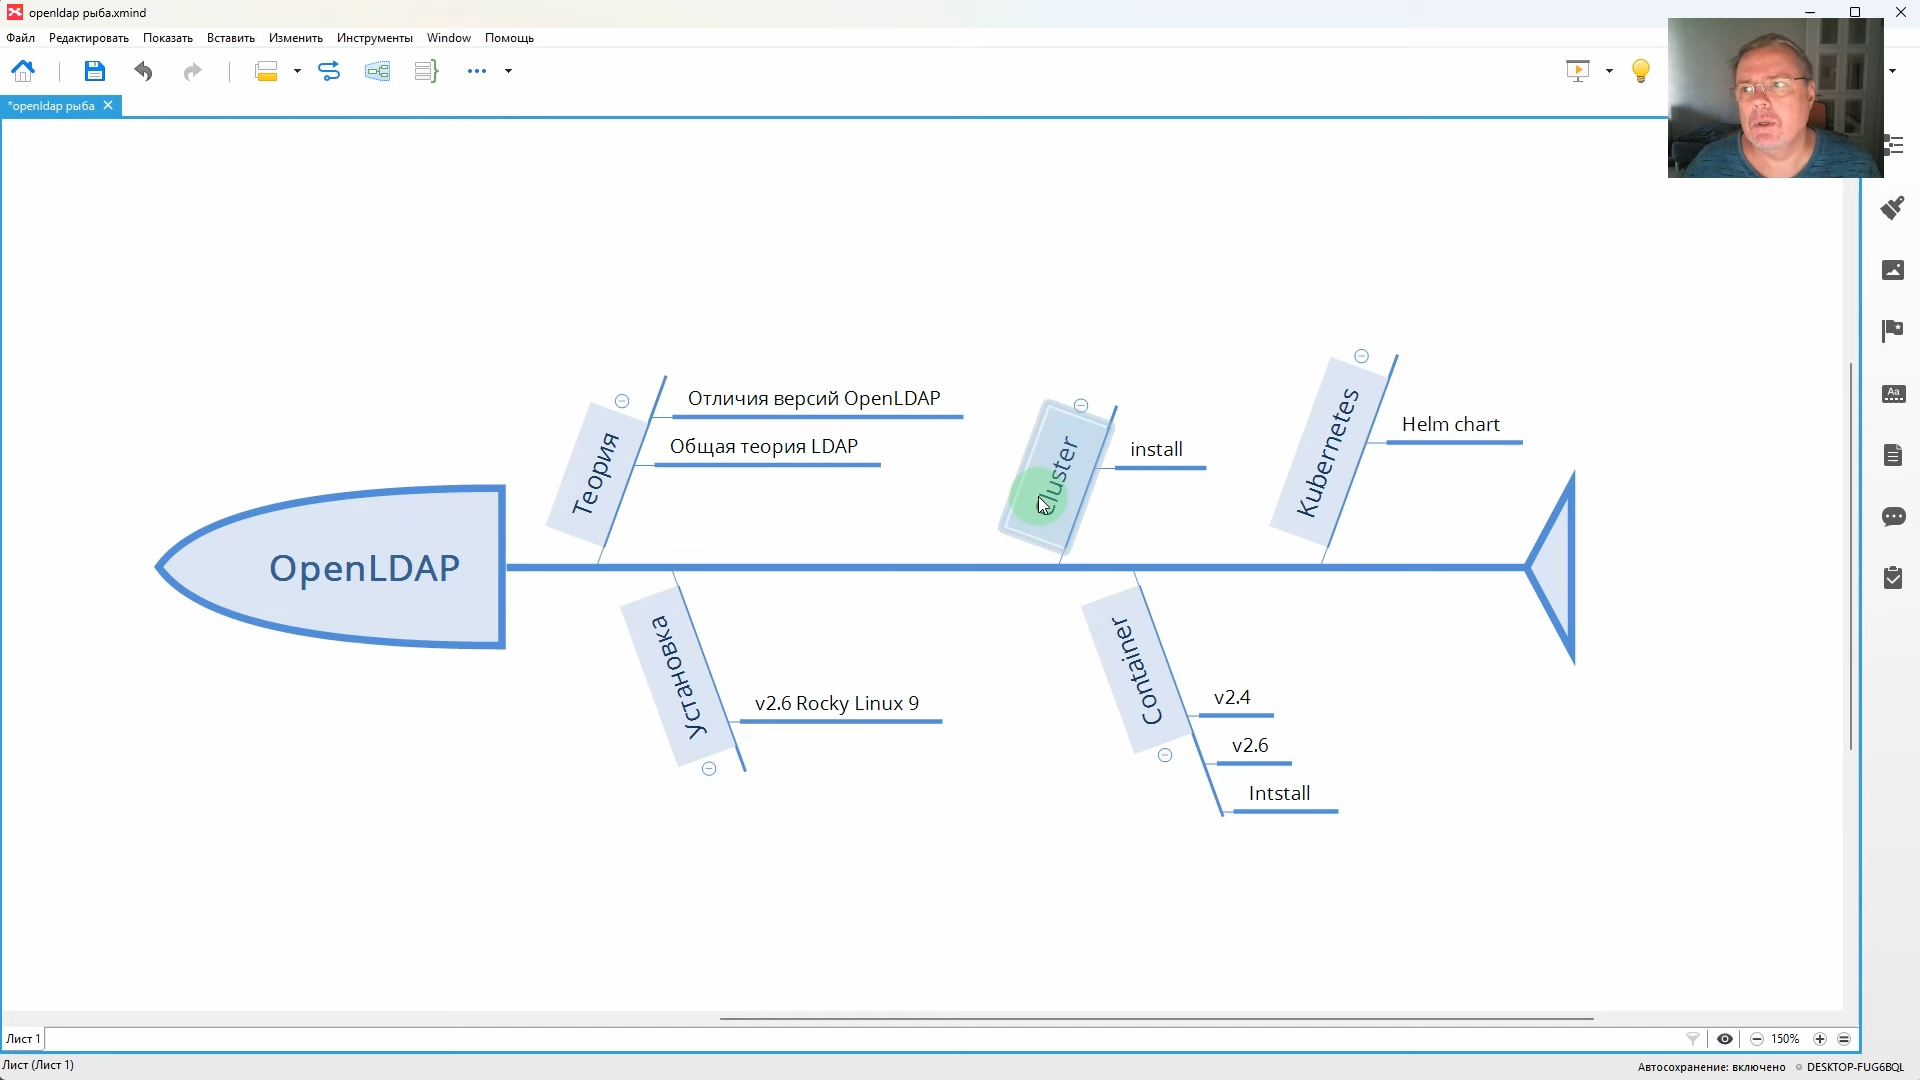 openldap рыба.xmind
Файл Редактировать Показать Вставить Изменить Инструменты Window Помощь
*openldap рыба
Отличия версий OpenLDAP
Общая теория LDAP
Теория
Cluster
install
Kubernetes
Helm chart
OpenLDAP
Установка
v2.6 Rocky Linux 9
Container
v2.4
v2.6
Intstall
Aa
Лист 1
150%
Лист (Лист 1)
Автосохранение: включено
DESKTOP-FUG6BQL